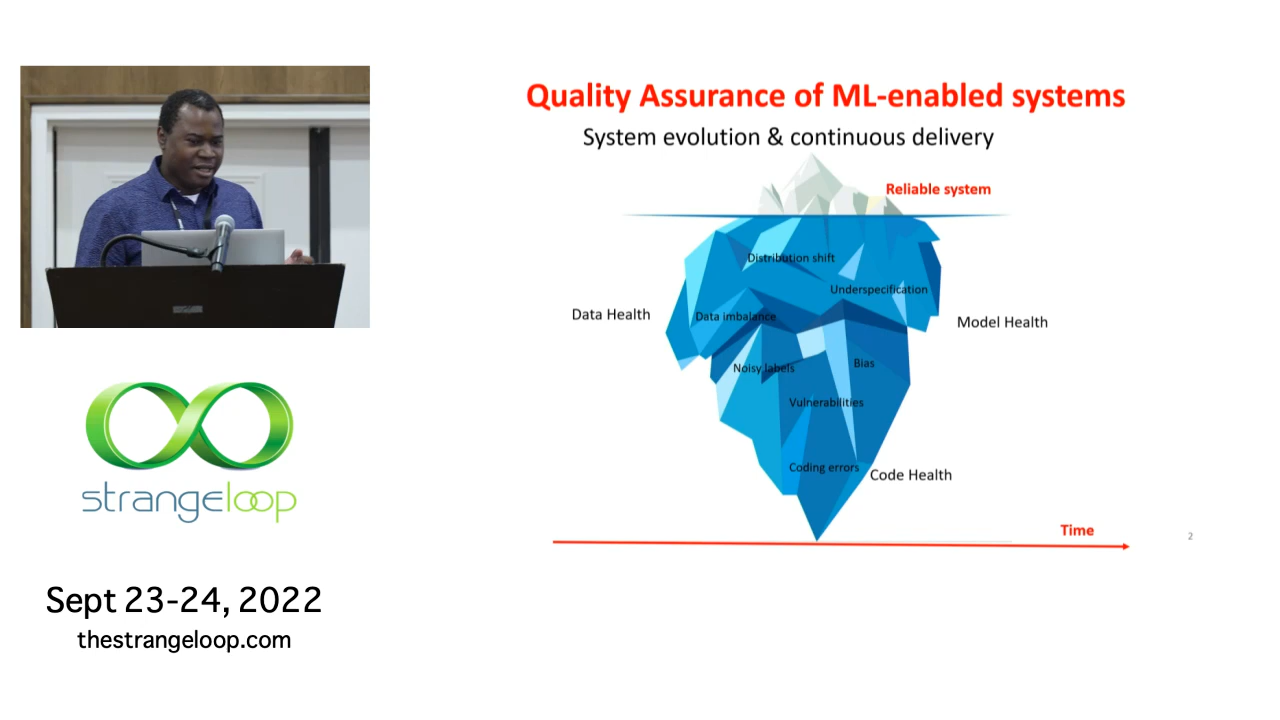 Quality Assurance of ML-enabled systems
System evolution & continuous delivery
Reliable system
Distribution shift
Underspecification
Data Health
Data imbalance
Model Health
Noisy labels
Bias
Vulnerabilities
Coding errors
Code Health
Time
2
strangeloop
Sept 23-24, 2022
thestrangeloop.com